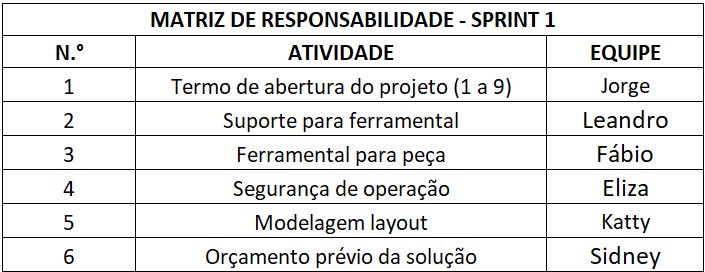 MATRIZ DE RESPONSABILIDADE - SPRINT 1
N.º ATIVIDADE EQUIPE
1 Termo de abertura do projeto (1 a 9) Jorge
2 Suporte para ferramental Leandro
3 Ferramental para peça Fábio
4 Segurança de operação Eliza
5 Modelagem layout Katty
6 Orçamento prévio da solução Sidney